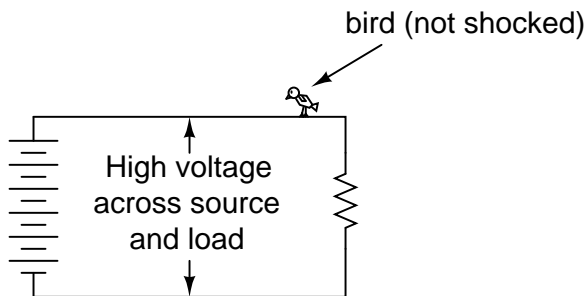 bird (not shocked)
High voltage
across source
and load